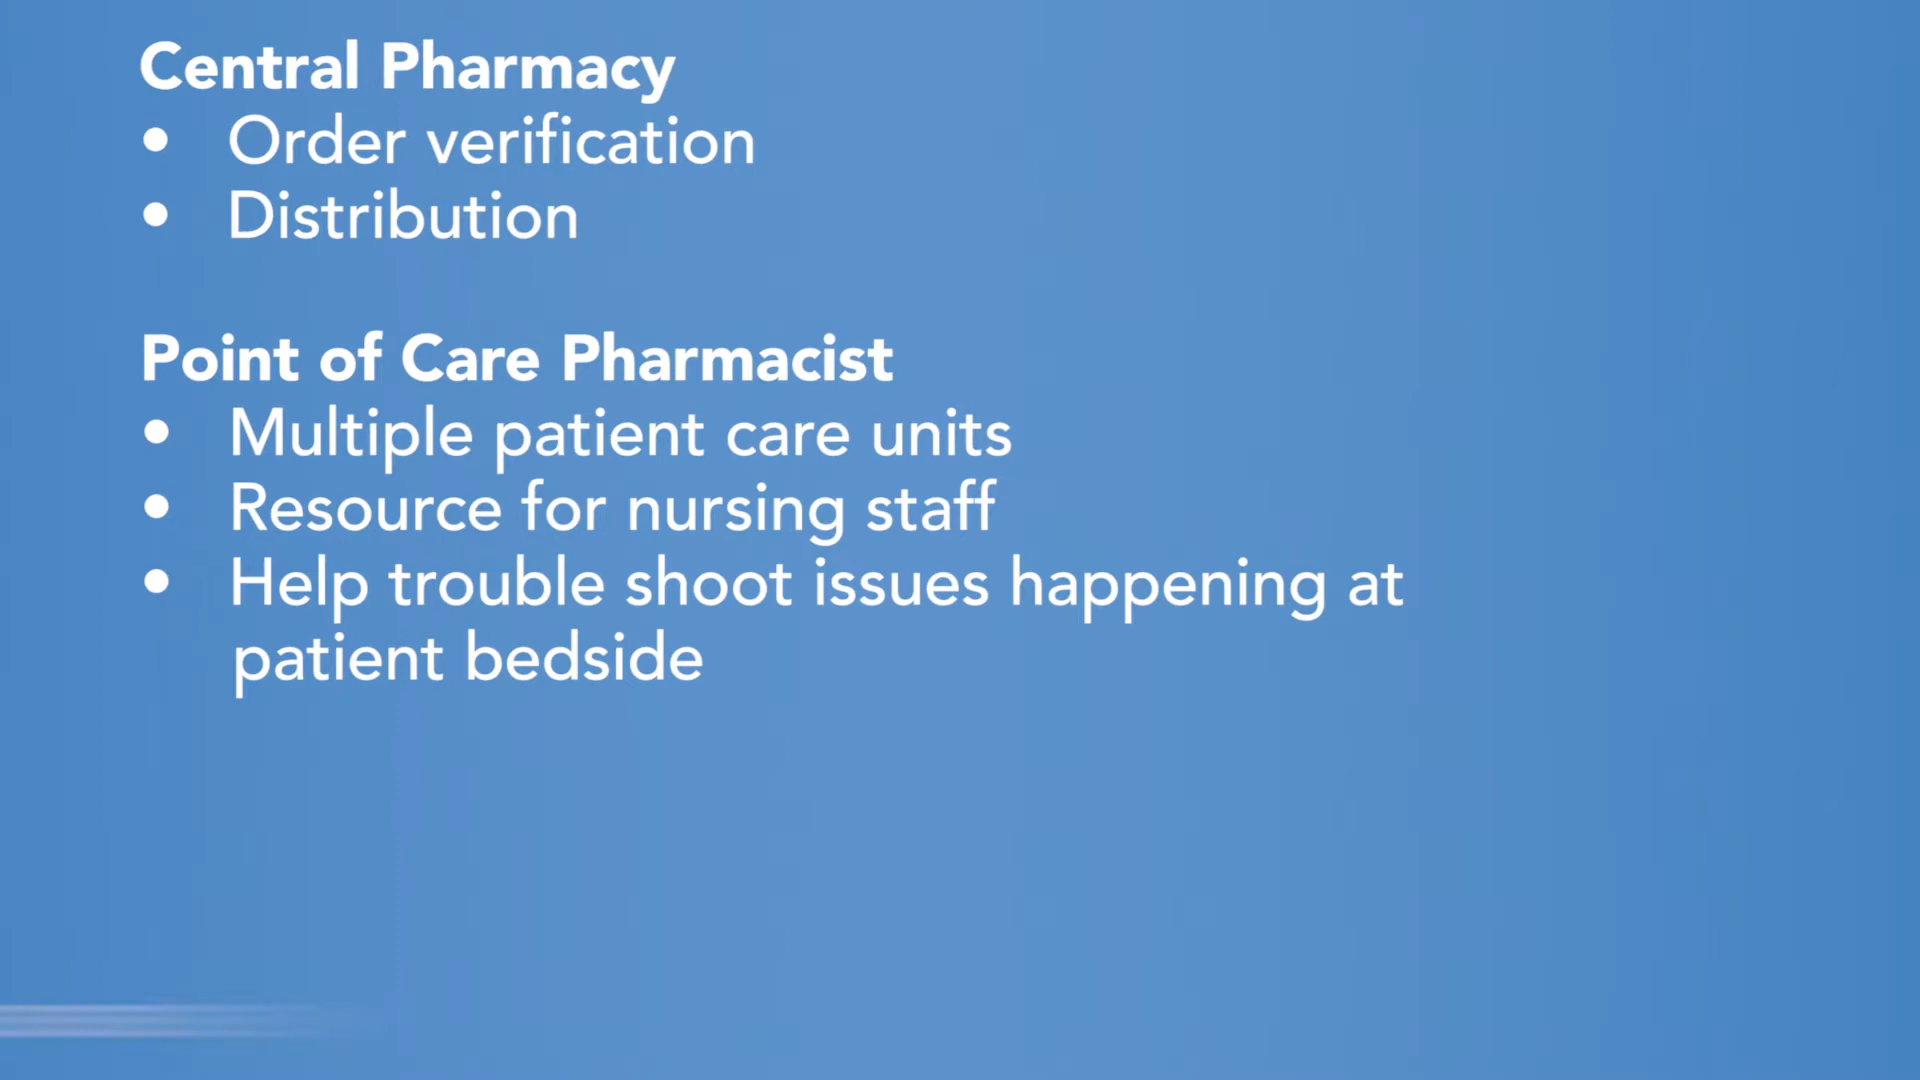 Central Pharmacy
• Order verification
• Distribution
Point of Care Pharmacist
• Multiple patient care units
• Resource for nursing staff
• Help trouble shoot issues happening at
patient bedside